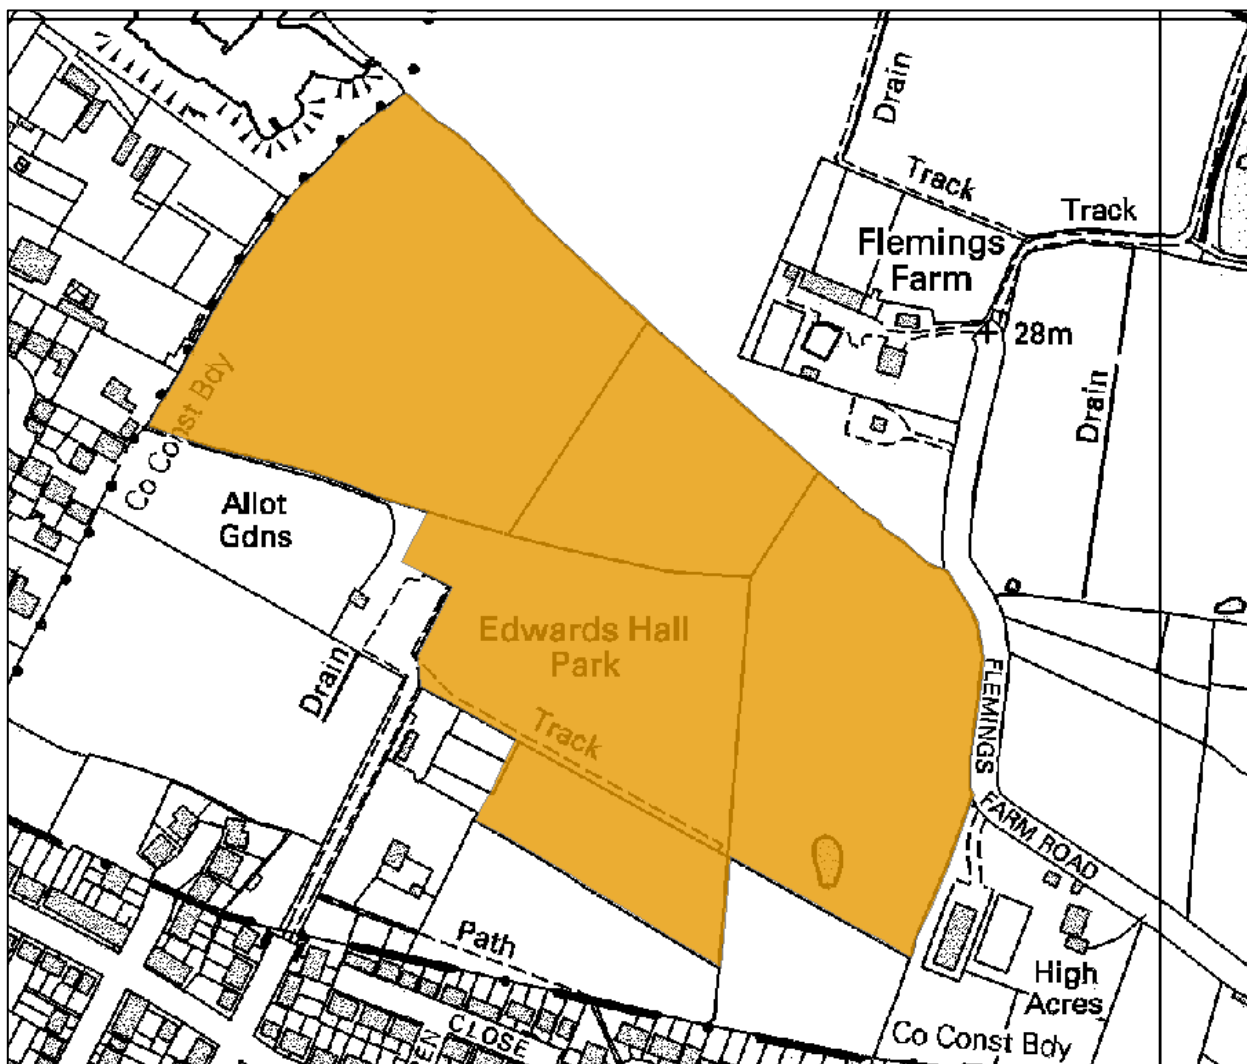 Drain
Track
Track
Flemings
Farm
28m
Co Const Bdy
Drain
Allot
Gdns
Edwards Hall
Park
Drain
Track
FLEMINGS
FARM ROAD
Path
High
Acres
CLOSE
Co Const Bdy